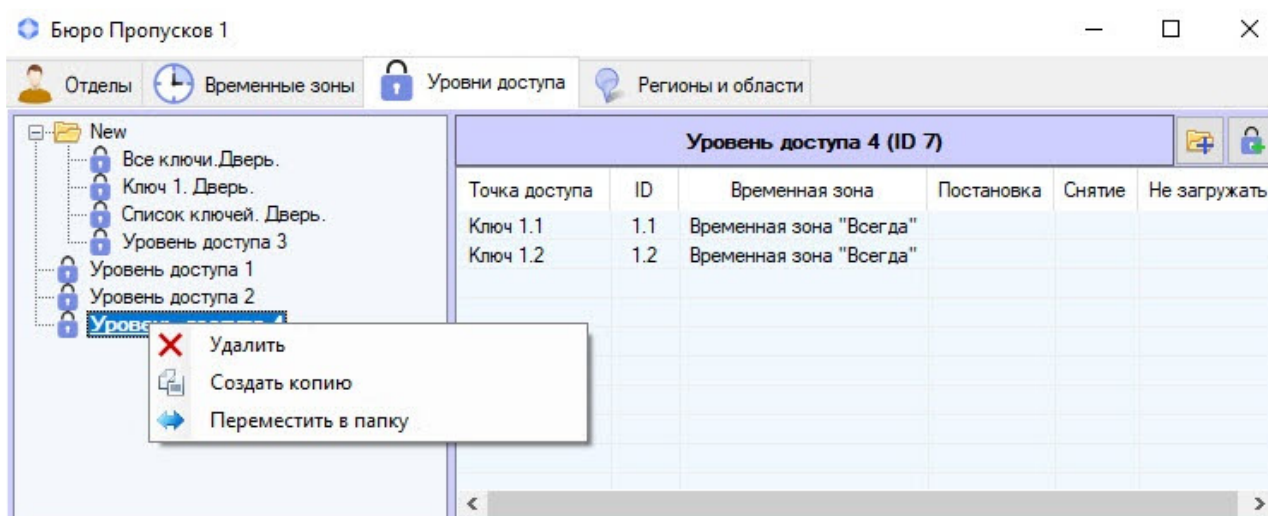 Бюро Пропусков 1
Отделы Временные зоны Уровни доступа Регионы и области
New
Все ключи.Дверь.
Ключ 1. Дверь.
Список ключей. Дверь.
Уровень доступа 3
Уровень доступа 1
Уровень доступа 2
Удалить
Создать копию
Переместить в папку
Уровень доступа 4 (ID 7)
Точка доступа ID Временная зона Постановка Снятие Не загружать
Ключ 1.1 1.1 Временная зона "Всегда"
Ключ 1.2 1.2 Временная зона "Всегда"